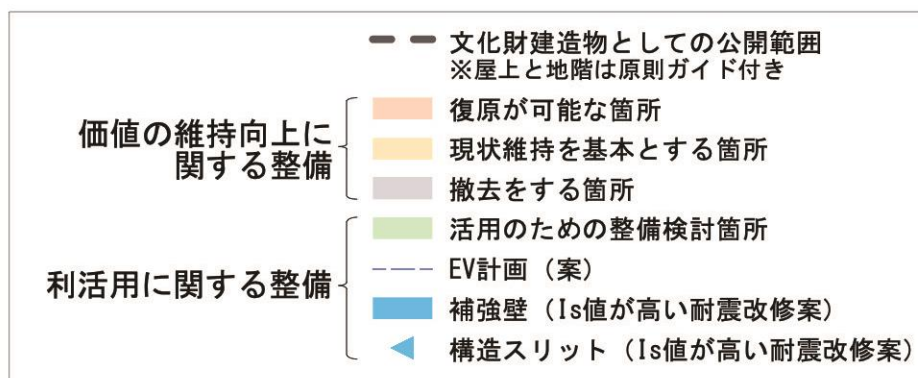 文化財建造物としての公開範囲
※屋上と地階は原則ガイド付き
価値の維持向上に
関する整備
復原が可能な箇所
現状維持を基本とする箇所
撤去をする箇所
利活用に関する整備
活用のための整備検討箇所
EV計画（案）
補強壁（Is値が高い耐震改修案）
構造スリット（Is値が高い耐震改修案）